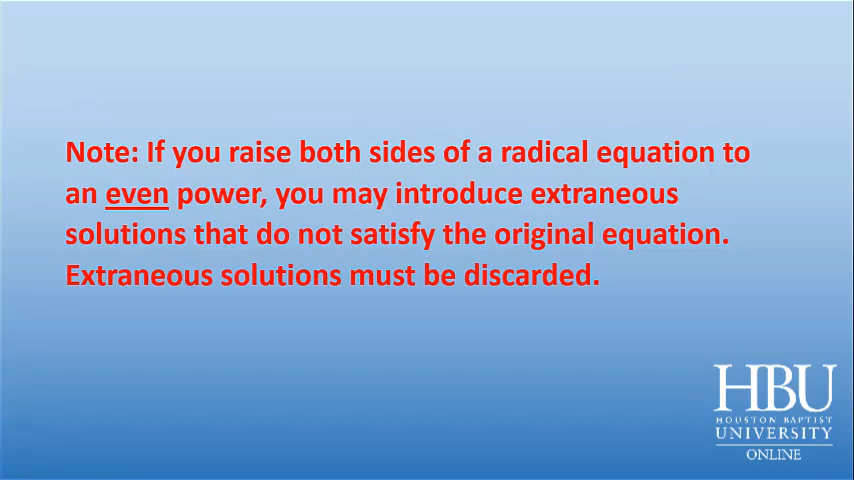 Note: If you raise both sides of a radical equation to
an even power, you may introduce extraneous
solutions that do not satisfy the original equation.
Extraneous solutions must be discarded.
HBU
HOUSTON BAPTIST
UNIVERSITY
ONLINE